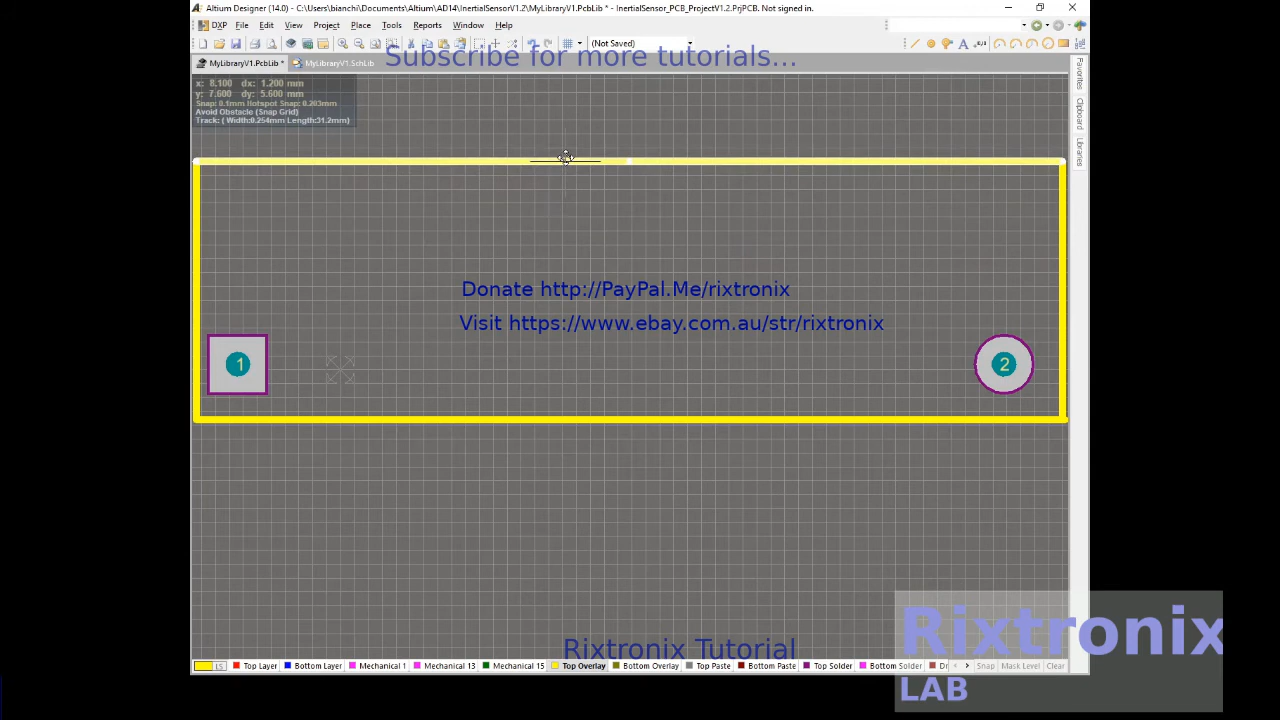 Altium Designer (14.0) - C:\Users\bianchi\Documents\Altium\AD14\InertialSensorV1.2\MyLibraryV1.PcbLib * - InertialSensor_PCB_ProjectV1.2.PrjPCB. Not signed in.
DXP File Edit View Project Place Tools Reports Window Help
(Not Saved)
Subscribe for more tutorials...
MyLibraryV1.PcbLib * MyLibraryV1.SchLib
x: 8.100 dx: 1.200 mm
y: 7.600 dy: 5.600 mm
Snap: 0.1mm Hotspot Snap: 0.203mm
Avoid Obstacle (Snap Grid)
Track: ( Width:0.254mm Length:31.2mm)
Favorites
Clipboard
Libraries
Donate http://PayPal.Me/rixtronix
Visit https://www.ebay.com.au/str/rixtronix
1
2
Rixtronix
Rixtronix Tutorial
LS Top Layer Bottom Layer Mechanical 1 Mechanical 13 Mechanical 15 Top Overlay Bottom Overlay Top Paste Bottom Paste Top Solder Bottom Solder Dr Snap Mask Level Clear
LAB